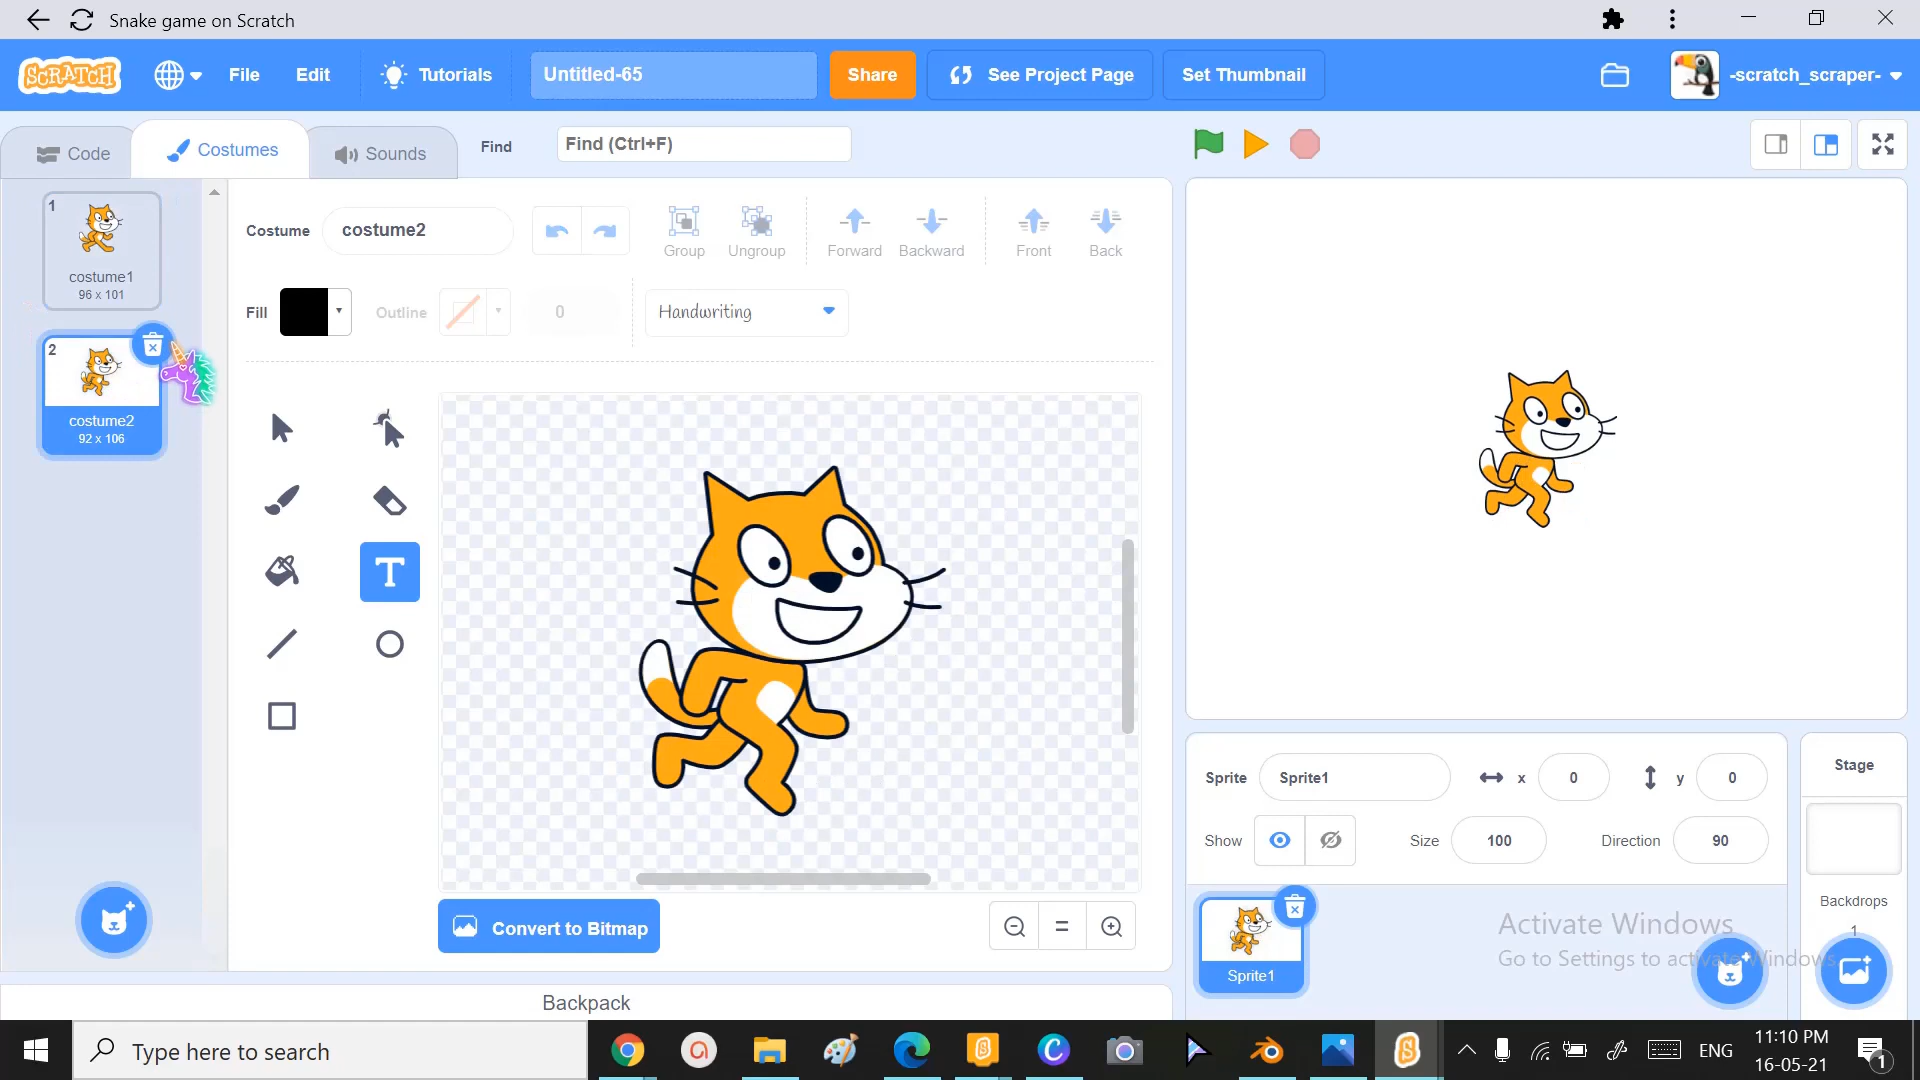 Snake game on Scratch
SCRATCH
File
Edit
Tutorials
Untitled-65
Share
See Project Page
Set Thumbnail
-scratch_scraper-
Code
Costumes
Sounds
Find
Find (Ctrl+F)
1
costume1
96 x 101
2
costume2
92 x 106
Costume
costume2
Group
Ungroup
Forward
Backward
Front
Back
Fill
Outline
0
Handwriting
T
Convert to Bitmap
Backpack
Sprite
Sprite1
x
0
y
0
Show
Size
100
Direction
90
Sprite1
Stage
Backdrops
1
Activate Windows
Go to Settings to activate Windows.
Type here to search
ENG
11:10 PM
16-05-21
1